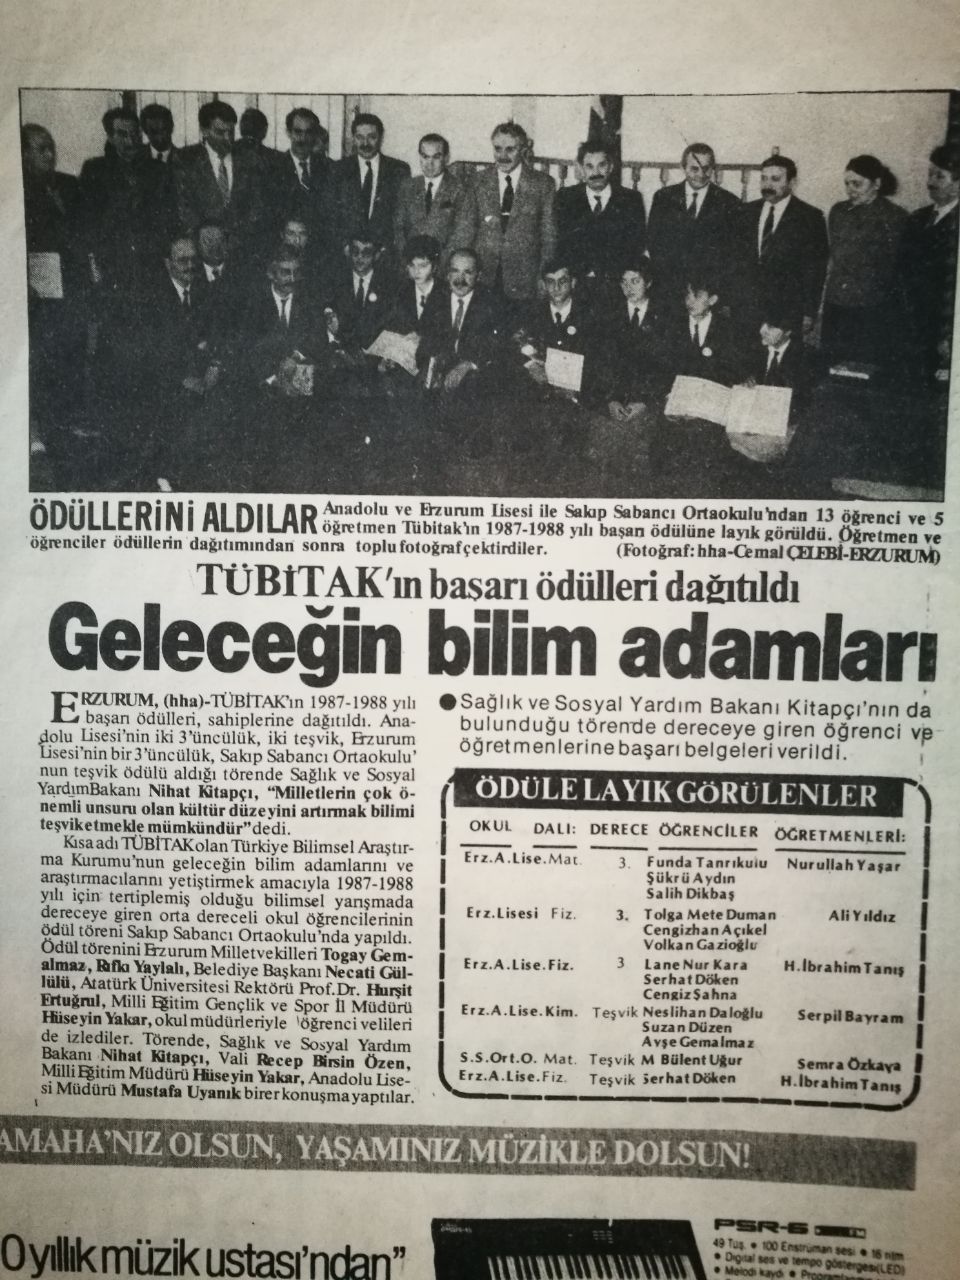 ÖDÜLLERİNİ ALDILAR Anadolu ve Erzurum Lisesi ile Sakıp Sabancı Ortaokulu'ndan 13 öğrenci ve 5
öğretmen Tübitak'ın 1987-1988 yılı başarı ödülüne layık görüldü. Öğretmen ve
öğrenciler ödüllerin dağıtımından sonra toplu fotoğraf çektirdiler. (Fotoğraf: hha-Cemal ÇELEBİ-ERZURUM)
TÜBİTAK'ın başarı ödülleri dağıtıldı
Geleceğin bilim adamları
ERZURUM, (hha)-TÜBİTAK'ın 1987-1988 yılı
başarı ödülleri, sahiplerine dağıtıldı. Ana-
dolu Lisesi'nin iki 3'üncülük, iki teşvik, Erzurum
Lisesi'nin bir 3'üncülük, Sakıp Sabancı Ortaokulu'
nun teşvik ödülü aldığı törende Sağlık ve Sosyal
Yardım Bakanı Nihat Kitapçı, "Milletlerin çok ö-
nemli unsuru olan kültür düzeyini artırmak bilimi
teşvik etmekle mümkündür" dedi.
Kısa adı TÜBİTAK olan Türkiye Bilimsel Araştır-
ma Kurumu'nun geleceğin bilim adamlarını ve
araştırmacılarını yetiştirmek amacıyla 1987-1988
yılı için tertiplemiş olduğu bilimsel yarışmada
dereceye giren orta dereceli okul öğrencilerinin
ödül töreni Sakıp Sabancı Ortaokulu'nda yapıldı.
Ödül törenini Erzurum Milletvekilleri Togay Gem-
almaz, Rıfkı Yaylalı, Belediye Başkanı Necati Gül-
lülü, Atatürk Üniversitesi Rektörü Prof. Dr. Hurşit
Ertuğrul, Milli Eğitim Gençlik ve Spor İl Müdürü
Hüseyin Yakar, okul müdürleriyle öğrenci velileri
de izlediler. Törende, Sağlık ve Sosyal Yardım
Bakanı Nihat Kitapçı, Vali Recep Birsin Özen,
Milli Eğitim Müdürü Hüseyin Yakar, Anadolu Lise-
si Müdürü Mustafa Uyanık birer konuşma yaptılar.
● Sağlık ve Sosyal Yardım Bakanı Kitapçı'nın da
bulunduğu törende dereceye giren öğrenci ve
öğretmenlerine başarı belgeleri verildi.
ÖDÜLE LAYIK GÖRÜLENLER
OKUL DALI: DERECE ÖĞRENCİLER ÖĞRETMENLERİ:
Erz.A.Lise.Mat. 3. Funda Tanrıkulu Nurullah Yaşar
Şükrü Aydın
Salih Dikbaş
Erz.Lisesi Fiz. 3. Tolga Mete Duman Ali Yıldız
Cengizhan Açıkel
Volkan Gazioğlu
Erz.A.Lise.Fiz. 3 Lane Nur Kara H.İbrahim Tanış
Serhat Döken
Cengiz Şahna
Erz.A.Lise.Kim. Teşvik Neslihan Daloğlu Serpil Bayram
Suzan Düzen
Ayşe Gemalmaz
S.S.Ort.O. Mat. Teşvik M Bülent Uğur Semra Özkaya
Erz.A.Lise.Fiz. Teşvik Serhat Döken H.İbrahim Tanış
AMAHA'NIZ OLSUN, YAŞAMINIZ MÜZİKLE DOLSUN!
0 yıllık müzik ustası'ndan"
PSR-6
49 Tuş. ● 100 Enstrüman sesi ● 16 ritm
● Digital ses ve tempo göstergesi (LED)
● Melodi kaydı ●